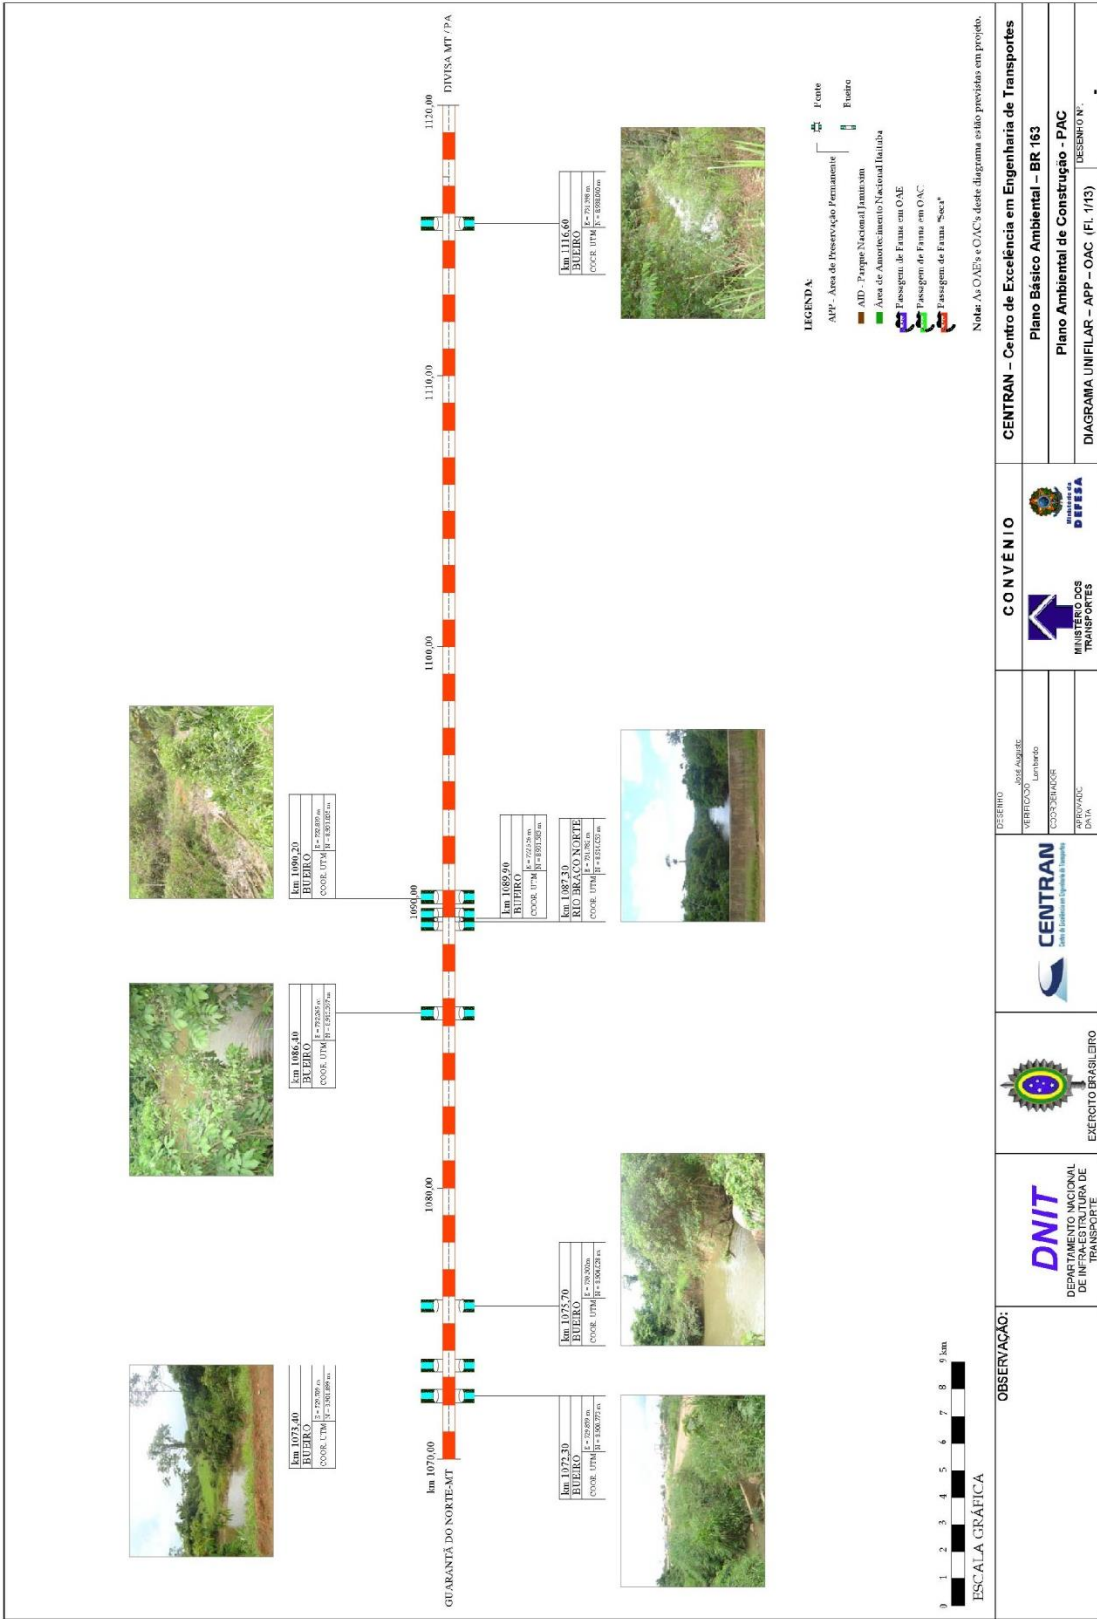 km 1073,40
BUEIRO
COOR. UTM
km 1086,40
BUEIRO
COOR. UTM
km 1090,20
BUEIRO
COOR. UTM
GUARANTÃ DO NORTE-MT
km 1070,00
1080,00
1090,00
1100,00
1110,00
1120,00
DIVISA MT / PA
km 1072,30
BUEIRO
COOR. UTM
km 1075,70
BUEIRO
COOR. UTM
km 1089,90
BUEIRO
COOR. UTM
km 1087,30
RIO BRACO NORTE
COOR. UTM
km 1116,60
BUEIRO
COOR. UTM
LEGENDA:
APP - Área de Preservação Permanente
Ponte
Bueiro
AID - Parque Nacional Jamanxim
Área de Amortecimento Nacional Itaituba
Passagem de Fauna em OAE
Passagem de Fauna em OAC
Passagem de Fauna "Seca"
Nota: As OAE's e OAC's deste diagrama estão previstas em projeto.
0 1 2 3 4 5 6 7 8 9 km
ESCALA GRÁFICA
OBSERVAÇÃO:
DNIT
DEPARTAMENTO NACIONAL
DE INFRA-ESTRUTURA DE
TRANSPORTE
EXÉRCITO BRASILEIRO
CENTRAN
Centro de Excelência em Engenharia de Transportes
DESENHO
José Augusto
VERIFICADO
Lombardo
COORDENADOR
APROVADO
DATA
CONVÊNIO
MINISTÉRIO DOS
TRANSPORTES
Ministério da
DEFESA
CENTRAN – Centro de Excelência em Engenharia de Transportes
Plano Básico Ambiental – BR 163
Plano Ambiental de Construção - PAC
DIAGRAMA UNIFILAR – APP – OAC (FL 1/13)
DESENHO Nº.